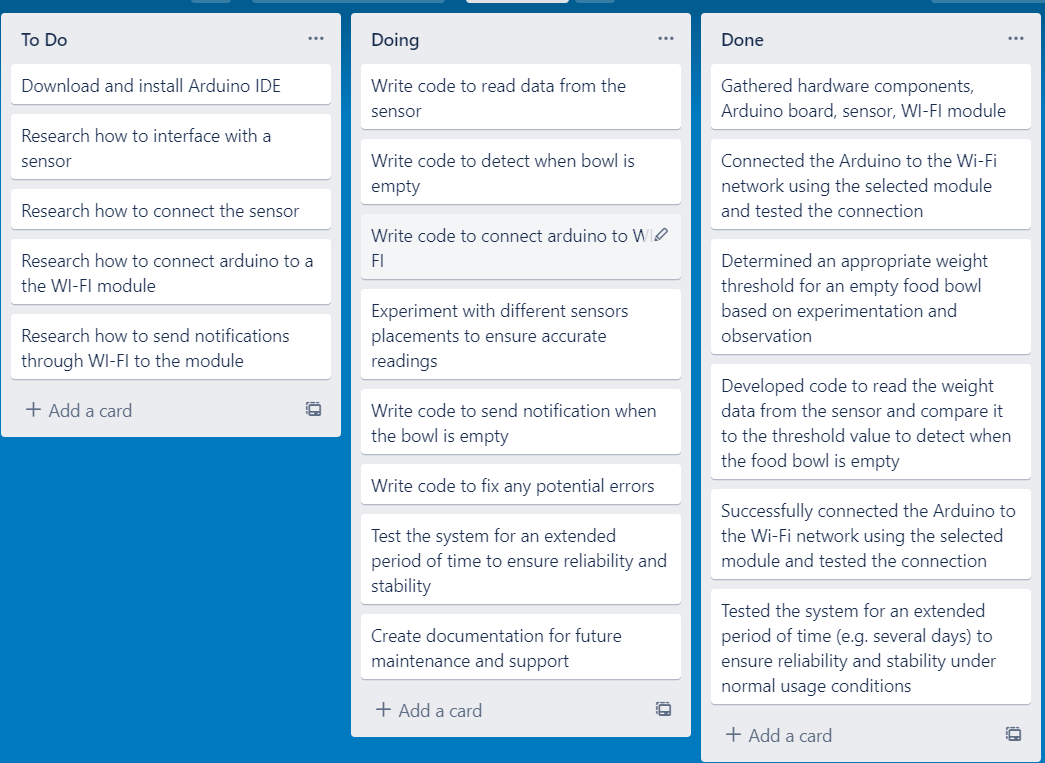 To Do
Download and install Arduino IDE
Research how to interface with a
sensor
Research how to connect the sensor
Research how to connect arduino to a
the WI-FI module
Research how to send notifications
through WI-FI to the module
Add a card
Doing
Write code to read data from the
sensor
Write code to detect when bowl is
empty
Write code to connect arduino to WI
FI
Experiment with different sensors
placements to ensure accurate
readings
Write code to send notification when
the bowl is empty
Write code to fix any potential errors
Test the system for an extended
period of time to ensure reliability and
stability
Create documentation for future
maintenance and support
Add a card
Done
Gathered hardware components,
Arduino board, sensor, WI-FI module
Connected the Arduino to the Wi-Fi
network using the selected module
and tested the connection
Determined an appropriate weight
threshold for an empty food bowl
based on experimentation and
observation
Developed code to read the weight
data from the sensor and compare it
to the threshold value to detect when
the food bowl is empty
Successfully connected the Arduino to
the Wi-Fi network using the selected
module and tested the connection
Tested the system for an extended
period of time (e.g. several days) to
ensure reliability and stability under
normal usage conditions
Add a card